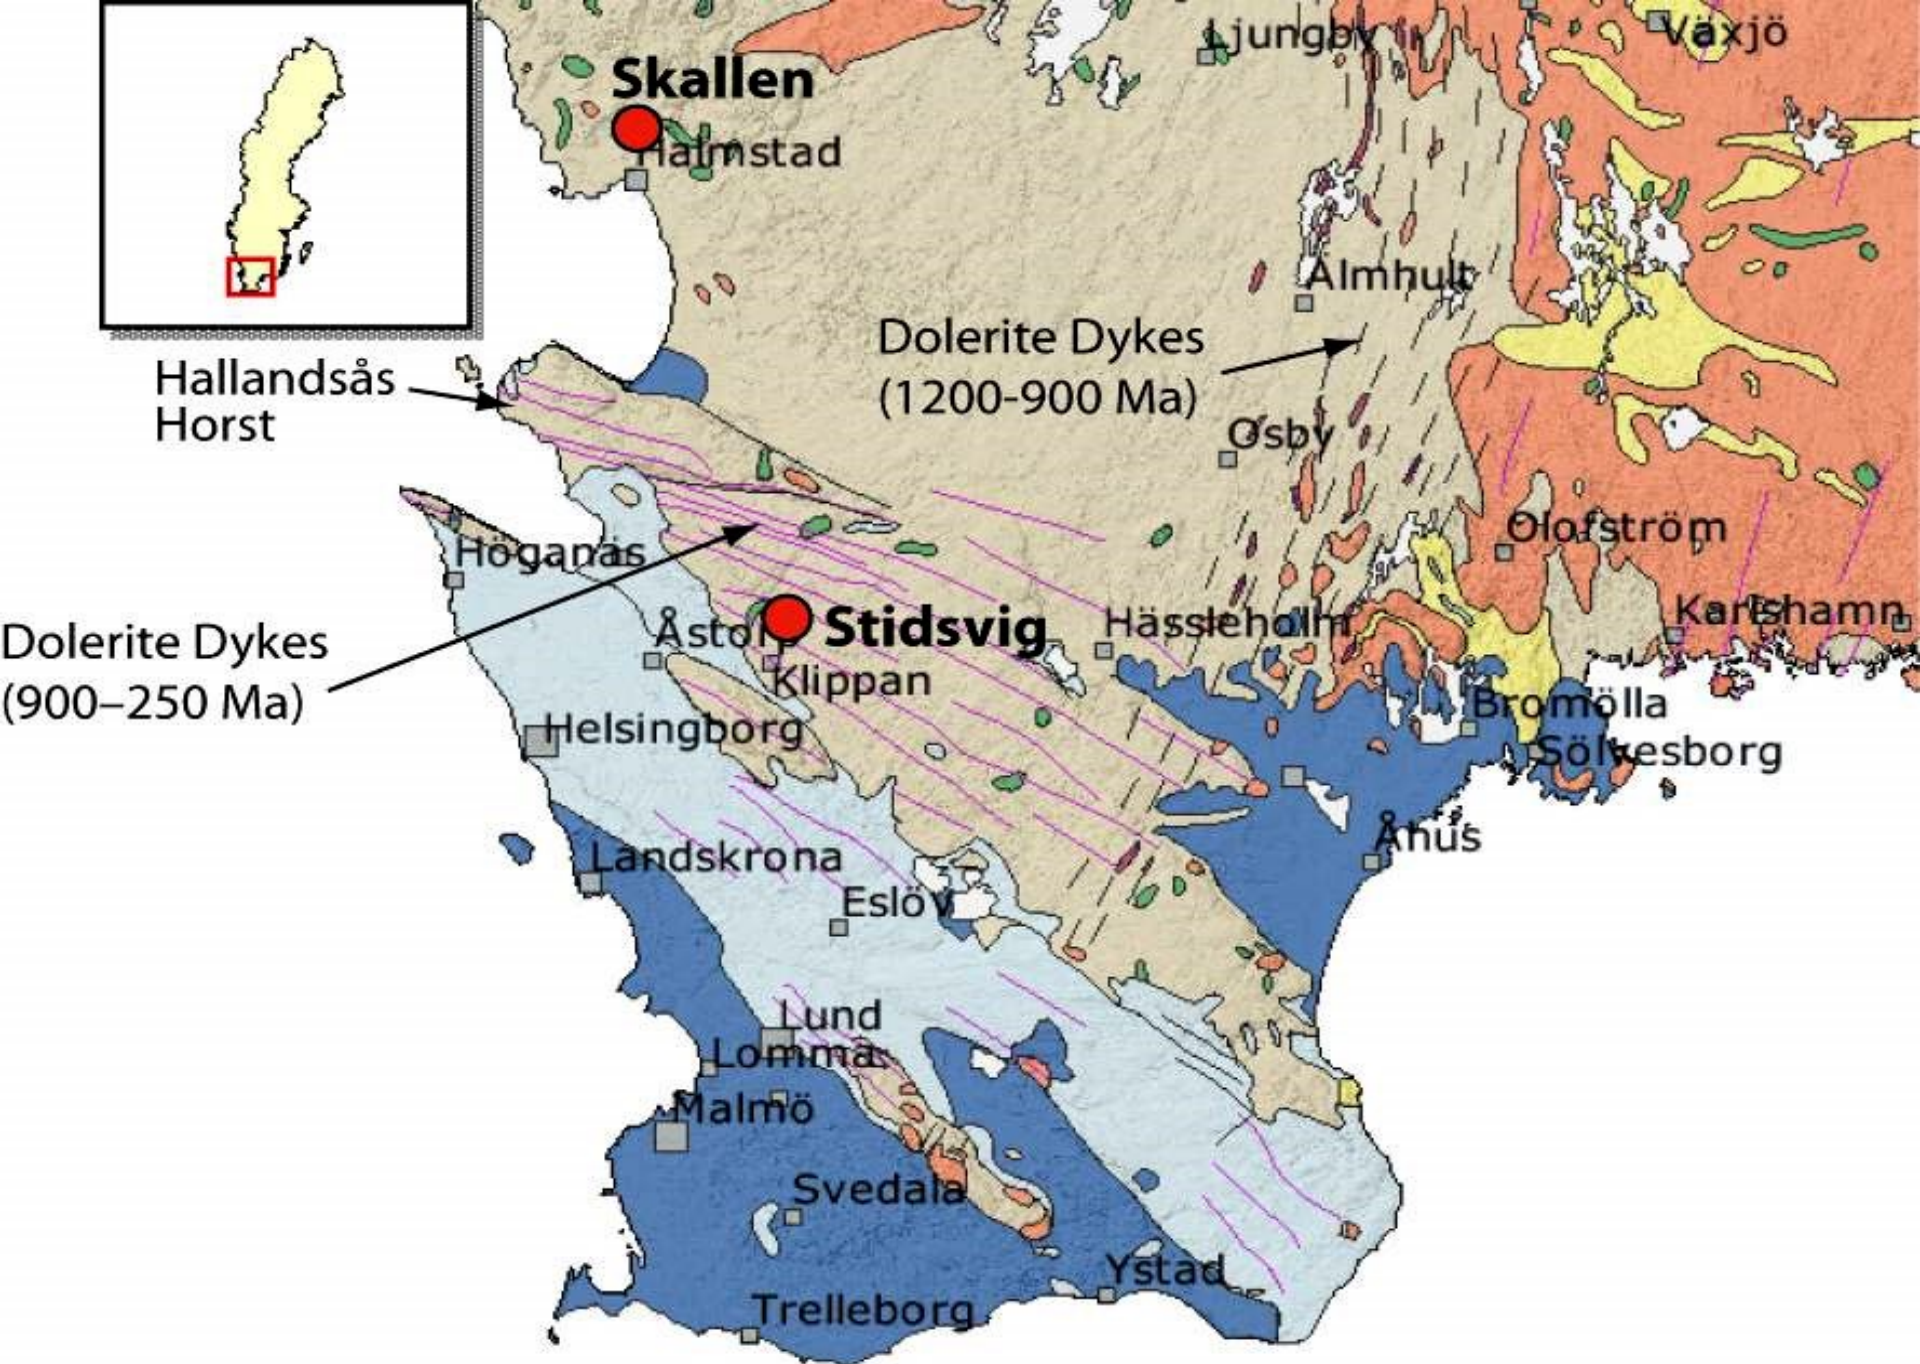 Ljungby
Växjö
Skallen
Halmstad
Älmhult
Dolerite Dykes
(1200-900 Ma)
Hallandsås
Horst
Osby
Olofström
Höganäs
Karlshamn
Dolerite Dykes
(900–250 Ma)
Åstorp
Stidsvig
Hässleholm
Klippan
Bromölla
Helsingborg
Sölvesborg
Åhus
Landskrona
Eslöv
Lund
Lomma
Malmö
Svedala
Ystad
Trelleborg